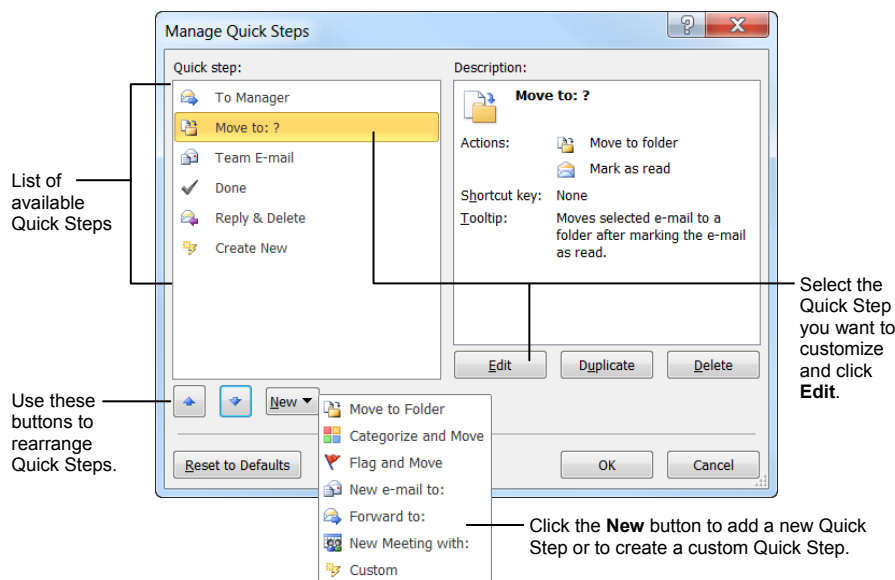 Manage Quick Steps
Quick step:
To Manager
Move to: ?
Team E-mail
Done
Reply & Delete
Create New
Description:
Move to: ?
Actions:
Move to folder
Mark as read
Shortcut key:
None
Tooltip:
Moves selected e-mail to a
folder after marking the e-mail
as read.
Edit
Duplicate
Delete
New
Move to Folder
Categorize and Move
Flag and Move
New e-mail to:
Forward to:
New Meeting with:
Custom
Reset to Defaults
OK
Cancel
List of
available
Quick Steps
Use these
buttons to
rearrange
Quick Steps.
Select the
Quick Step
you want to
customize
and click
Edit.
Click the New button to add a new Quick
Step or to create a custom Quick Step.